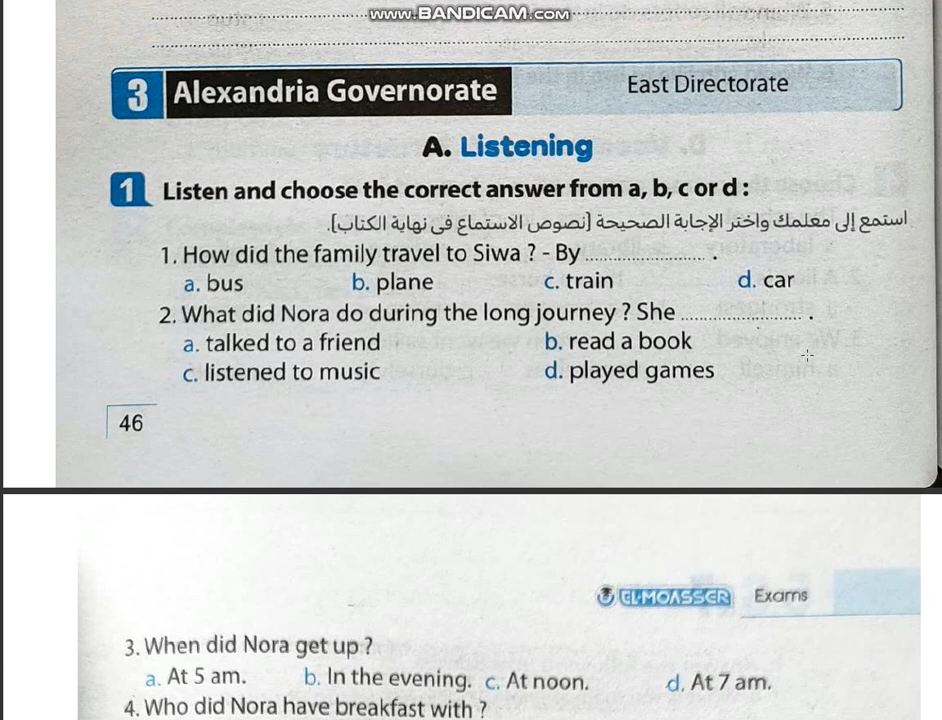 www.BANDICAM.com
3 Alexandria Governorate East Directorate
A. Listening
1 Listen and choose the correct answer from a, b, c or d :
استمع إلى معلمك واختر الإجابة الصحيحة [نصوص الاستماع فى نهاية الكتاب].
1. How did the family travel to Siwa ? - By ........................ .
a. bus b. plane c. train d. car
2. What did Nora do during the long journey ? She ........................ .
a. talked to a friend b. read a book
c. listened to music d. played games
46
EL-MOASSER Exams
3. When did Nora get up ?
a. At 5 am. b. In the evening. c. At noon. d. At 7 am.
4. Who did Nora have breakfast with ?